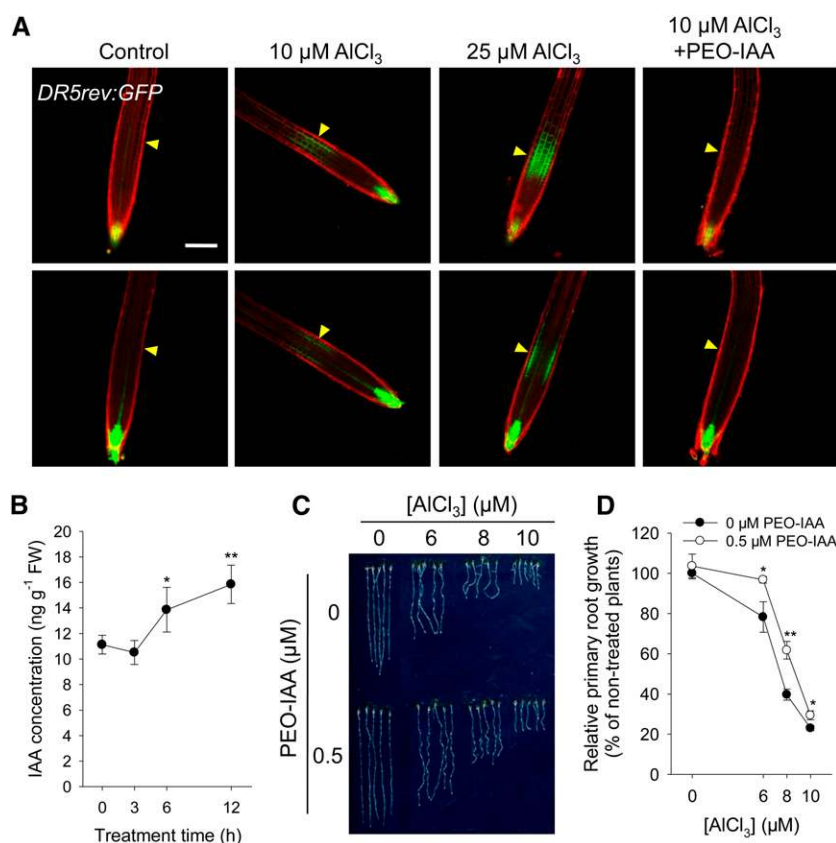 A
Control
10 µM AlCl₃
25 µM AlCl₃
10 µM AlCl₃
+PEO-IAA
DR5rev:GFP
B
IAA concentration (ng g⁻¹ FW)
20
18
16
14
12
10
8
6
4
2
0
*
**
0 3 6 12
Treatment time (h)
C
[AlCl₃] (µM)
0 6 8 10
PEO-IAA (µM)
0
0.5
D
0 µM PEO-IAA
0.5 µM PEO-IAA
Relative primary root growth
(% of non-treated plants)
120
100
80
60
40
20
0
*
**
*
0 6 8 10
[AlCl₃] (µM)